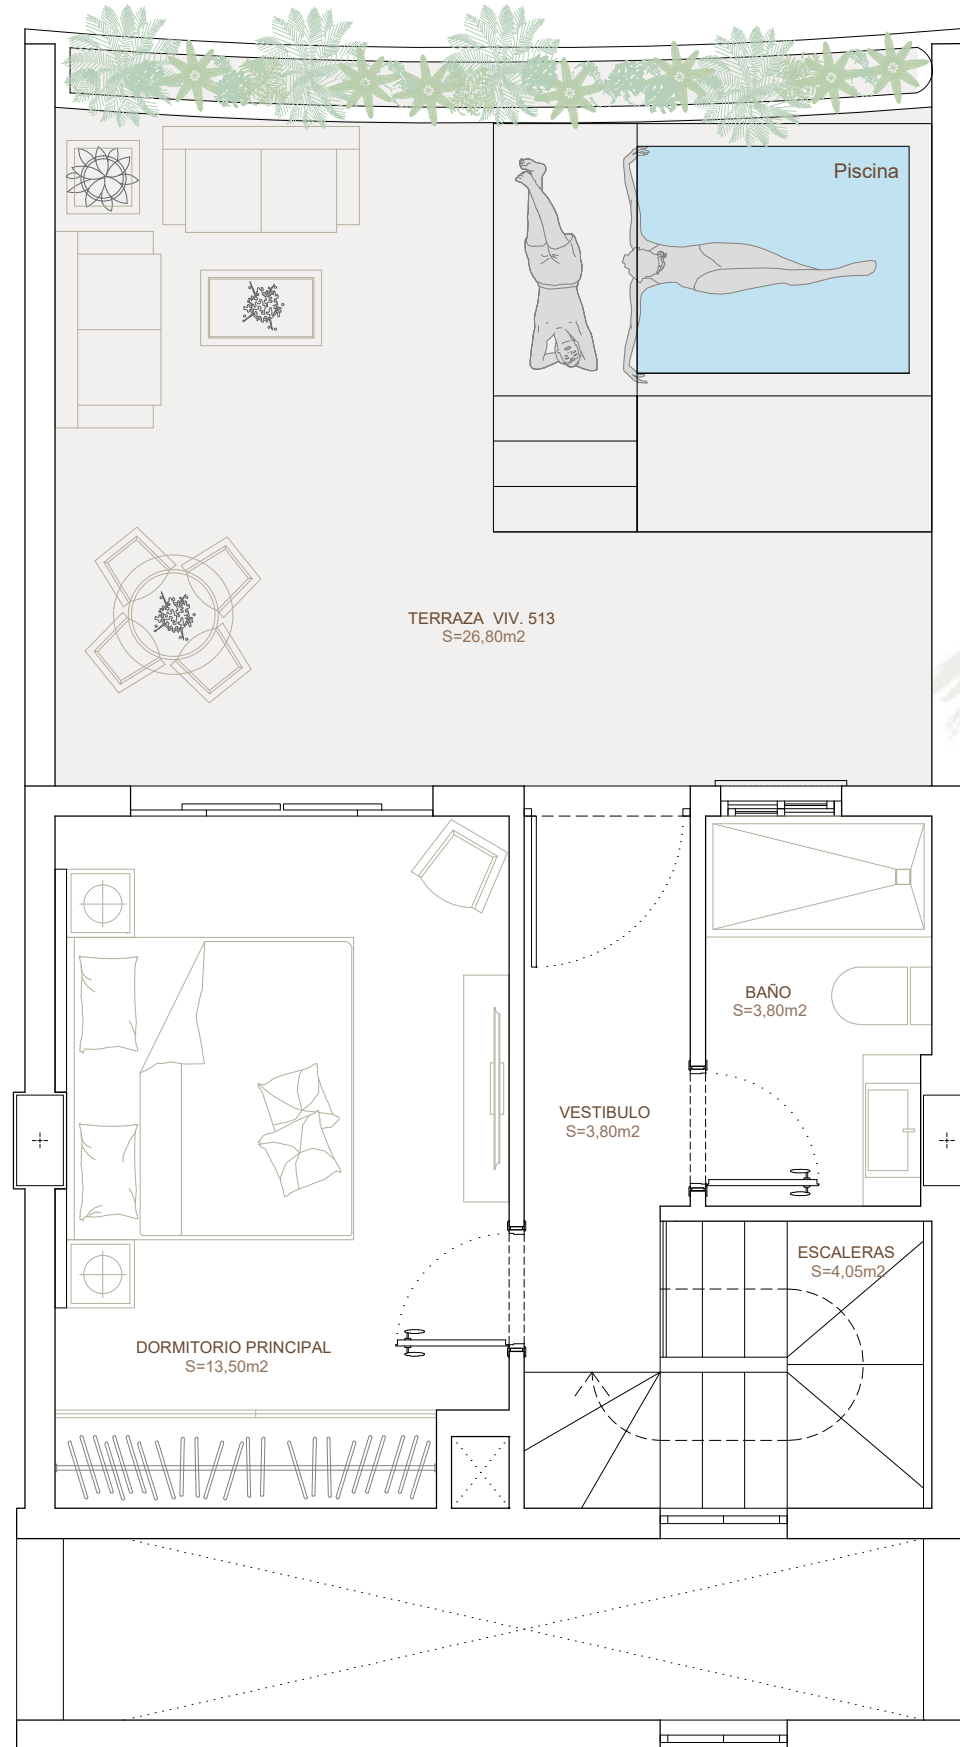 Piscina
TERRAZA VIV. 513
S=26,80m2
BAÑO
S=3,80m2
VESTIBULO
S=3,80m2
ESCALERAS
S=4,05m2
DORMITORIO PRINCIPAL
S=13,50m2